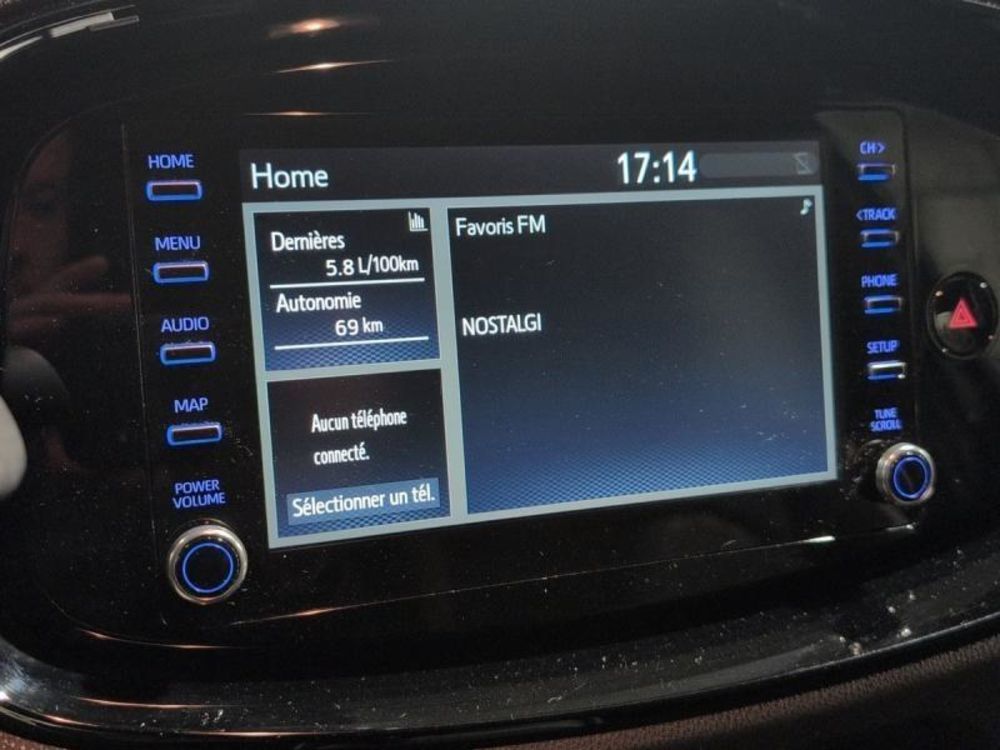 HOME
MENU
AUDIO
MAP
POWER
VOLUME
Home
17:14
Dernières
5.8 L/100km
Autonomie
69 km
Aucun téléphone
connecté.
Sélectionner un tél.
Favoris FM
NOSTALGI
CH>
<TRACK
PHONE
SETUP
TUNE
SCROLL